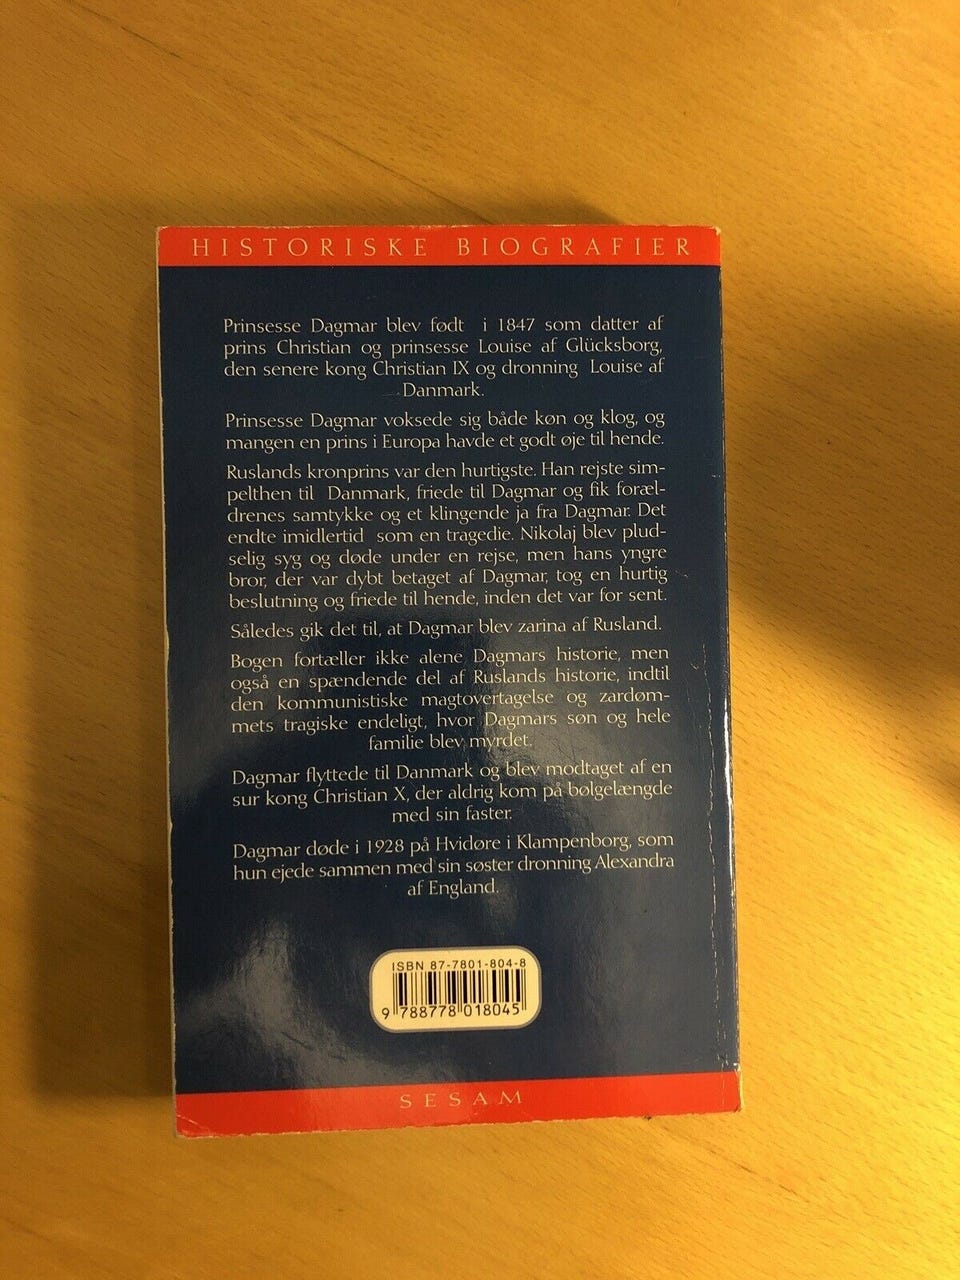 HISTORISKE BIOGRAFIER
Prinsesse Dagmar blev født i 1847 som datter af
prins Christian og prinsesse Louise af Glücksborg,
den senere kong Christian IX og dronning Louise af
Danmark.
Prinsesse Dagmar voksede sig både køn og klog, og
mangen en prins i Europa havde et godt øje til hende.
Ruslands kronprins var den hurtigste. Han rejste sim-
pelthen til Danmark, friede til Dagmar og fik foræl-
drenes samtykke og et klingende ja fra Dagmar. Det
endte imidlertid som en tragedie. Nikolaj blev plud-
selig syg og døde under en rejse, men hans yngre
bror, der var dybt betaget af Dagmar, tog en hurtig
beslutning og friede til hende, inden det var for sent.
Således gik det til, at Dagmar blev zarina af Rusland.
Bogen fortæller ikke alene Dagmars historie, men
også en spændende del af Ruslands historie, indtil
den kommunistiske magtovertagelse og zardøm-
mets tragiske endeligt, hvor Dagmars søn og hele
familie blev myrdet.
Dagmar flyttede til Danmark og blev modtaget af en
sur kong Christian X, der aldrig kom på bølgelængde
med sin faster.
Dagmar døde i 1928 på Hvidøre i Klampenborg, som
hun ejede sammen med sin søster dronning Alexandra
af England.
ISBN 87-7801-804-8
9 788778 018045
SESAM